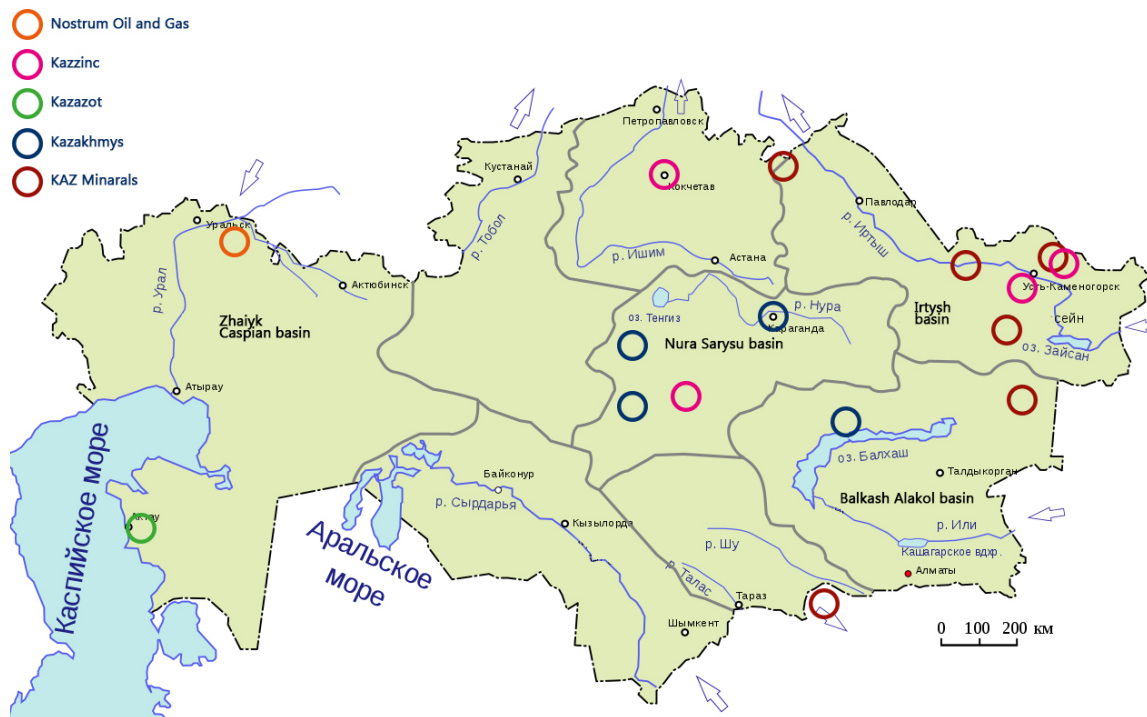 Nostrum Oil and Gas
Kazzinc
Kazazot
Kazakhmys
KAZ Minarals
Петропавловск
Кустанай
Кокчетав
Павлодар
Уральск
р. Тобол
р. Иртыш
р. Ишим
Астана
Усть-Каменогорск
р. Урал
Актюбинск
оз. Тенгиз
р. Нура
Караганда
Irtysh
basin
сейн
оз. Зайсан
Zhaiyk
Caspian basin
Nura Sarysu basin
Атырау
Каспийское море
Байконур
р. Сырдарья
оз. Балхаш
Талдыкорган
Balkash Alakol basin
Актау
Аральское
море
Кызылорда
р. Шу
р. Или
Кашагарское вдхр.
р. Талас
Алматы
Тараз
Шымкент
0 100 200 км